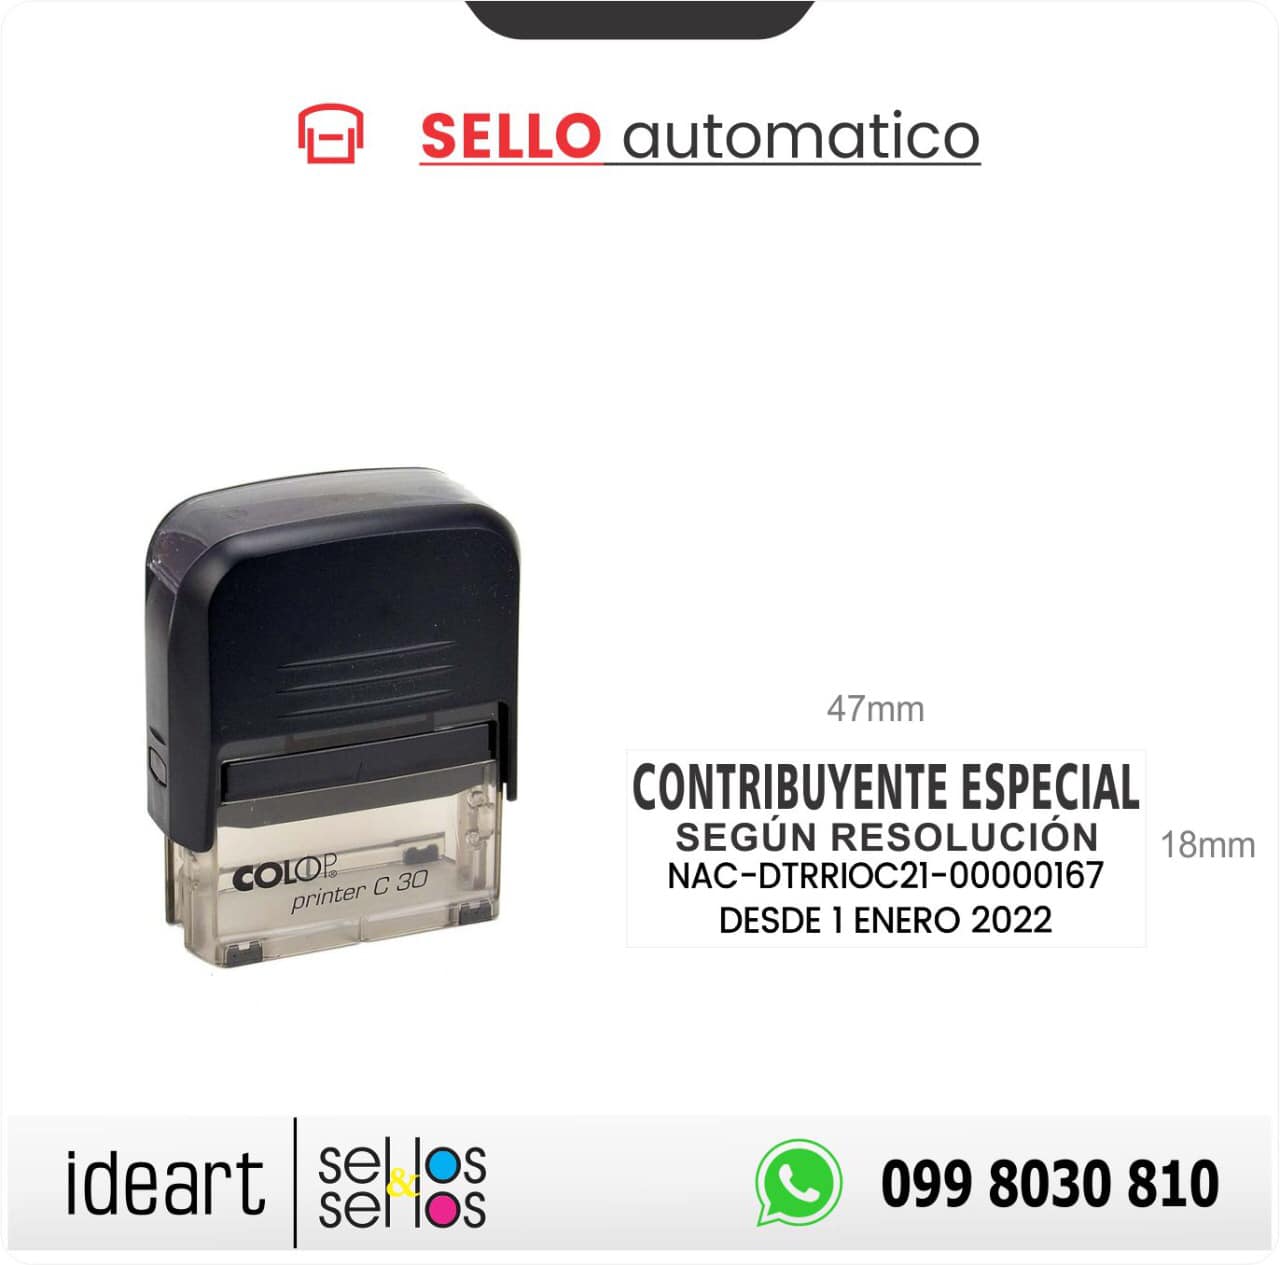 SELLO automatico
COLOP®
printer C 30
47mm
CONTRIBUYENTE ESPECIAL
SEGÚN RESOLUCIÓN
NAC-DTRRIOC21-00000167
DESDE 1 ENERO 2022
18mm
ideart
sellos
&
sellos
099 8030 810